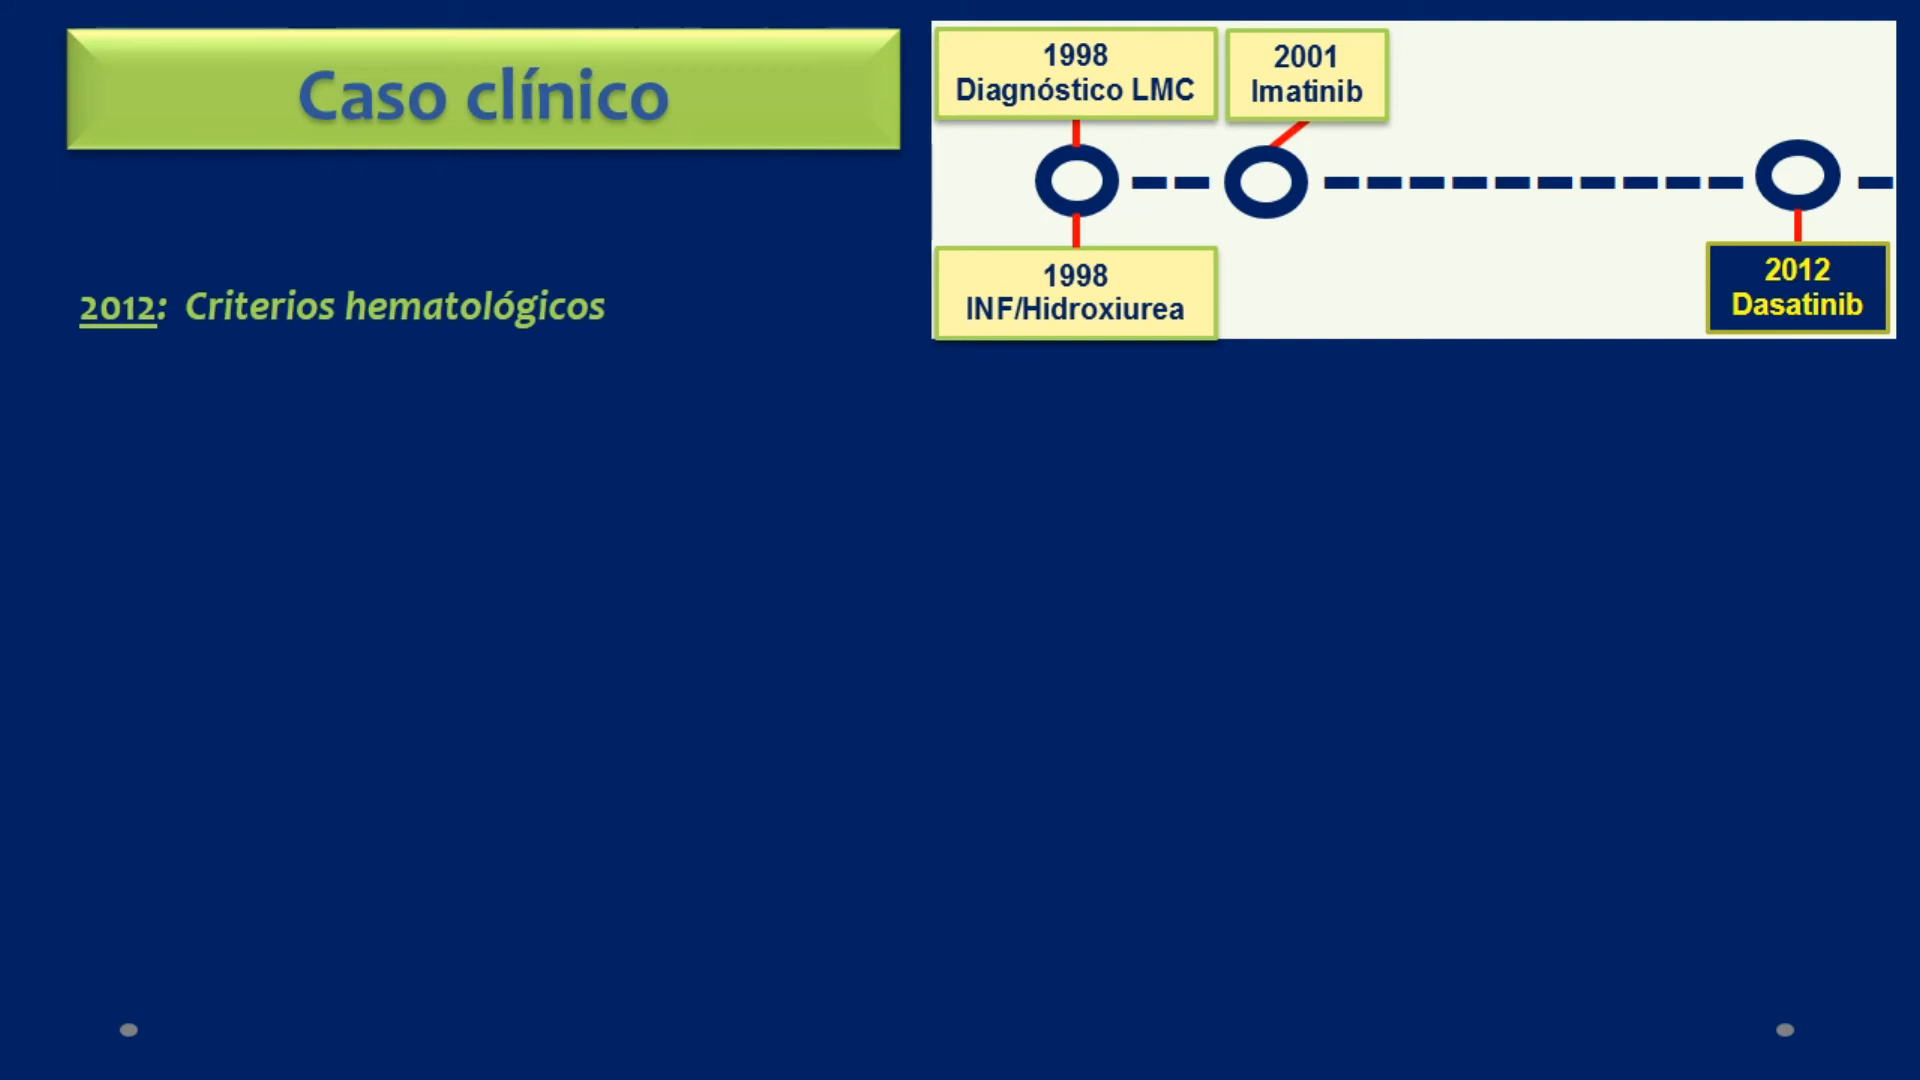 Caso clínico
1998
Diagnóstico LMC
2001
Imatinib
1998
INF/Hidroxiurea
2012
Dasatinib
2012: Criterios hematológicos